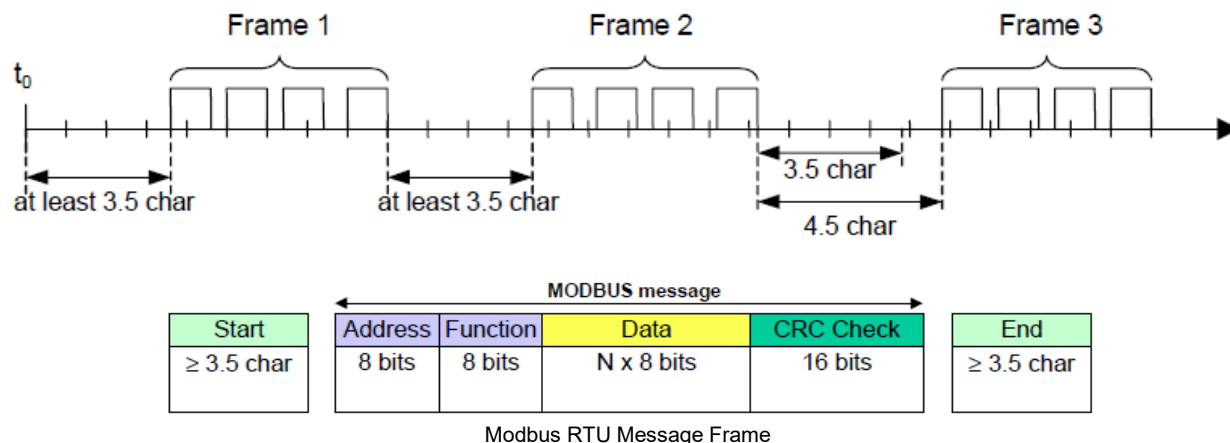 Frame 1 Frame 2 Frame 3
t0
at least 3.5 char at least 3.5 char 3.5 char
4.5 char
MODBUS message
Start Address Function Data CRC Check End
≥ 3.5 char 8 bits 8 bits N x 8 bits 16 bits ≥ 3.5 char
Modbus RTU Message Frame